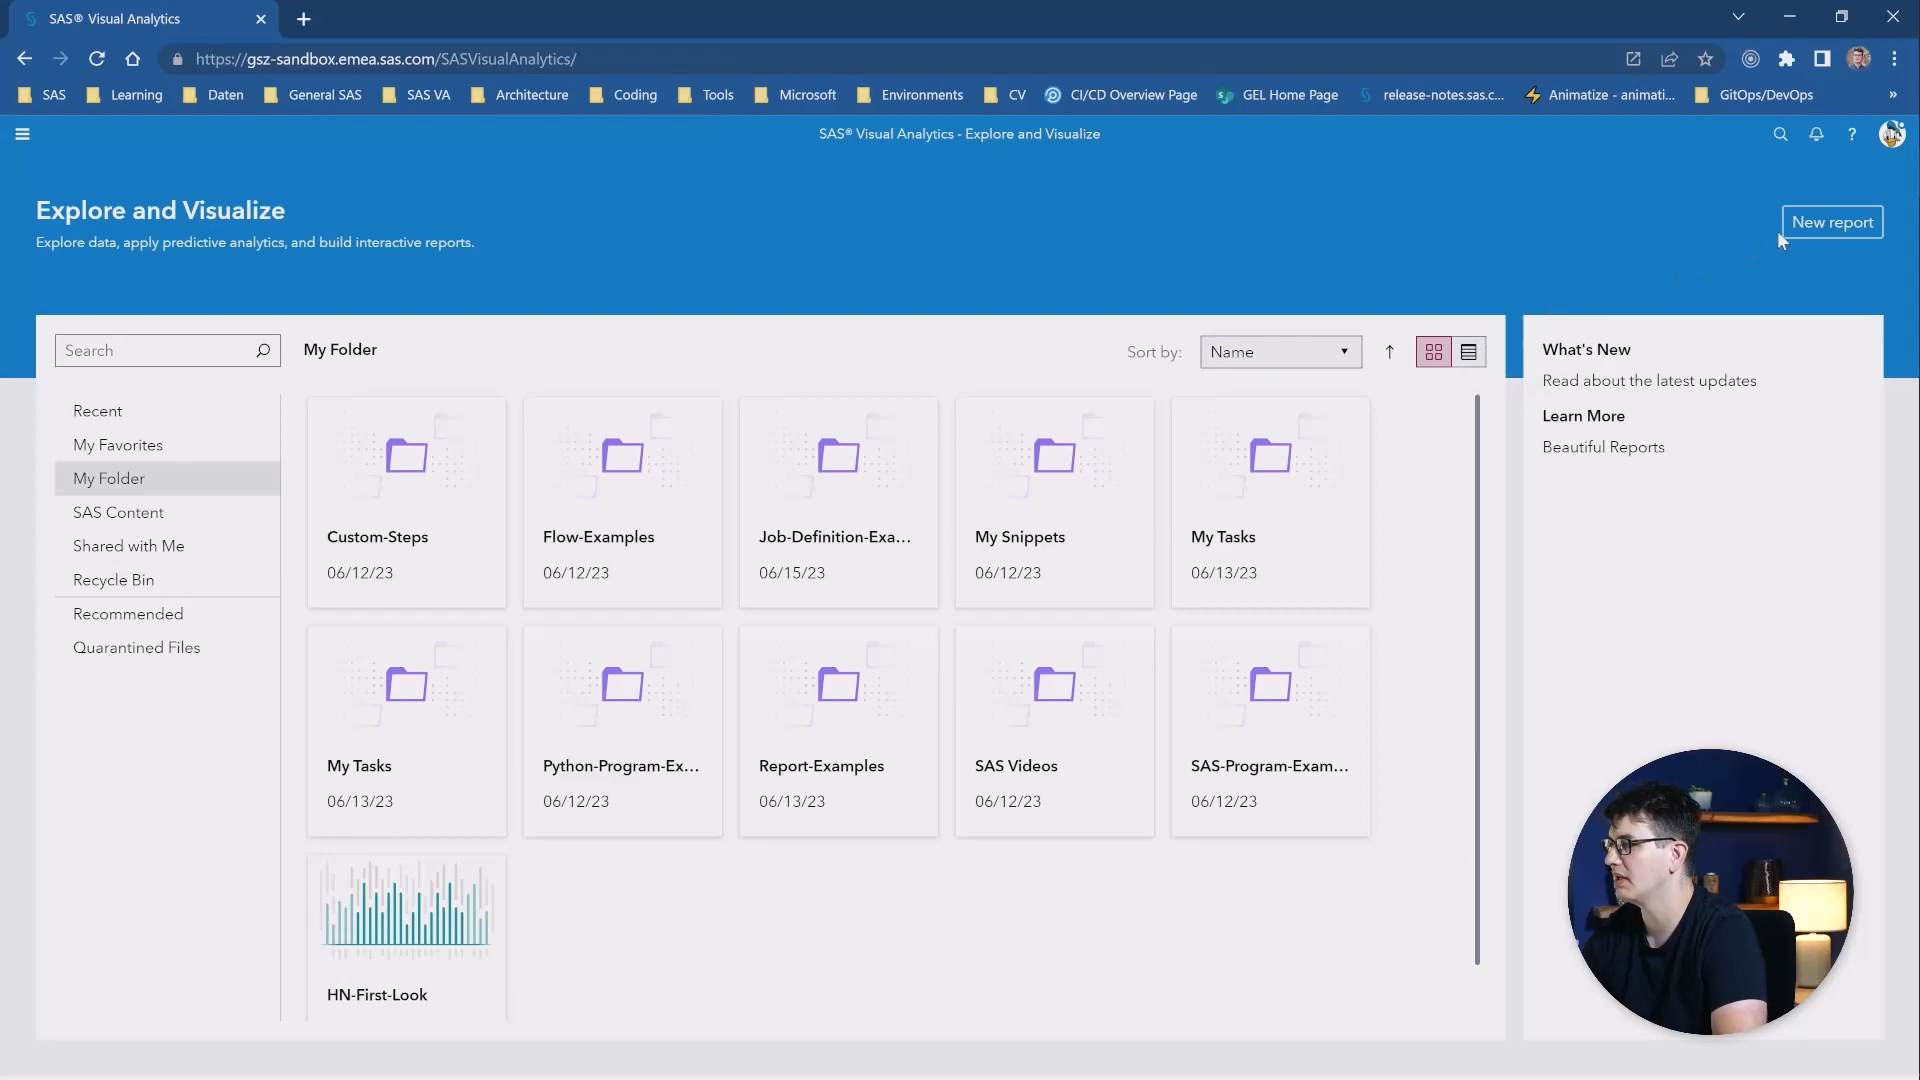 SAS® Visual Analytics
https://gsz-sandbox.emea.sas.com/SASVisualAnalytics/
SAS Learning Daten General SAS SAS VA Architecture Coding Tools Microsoft Environments CV CI/CD Overview Page GEL Home Page release-notes.sas.c... Animatize - animati... GitOps/DevOps »
SAS® Visual Analytics - Explore and Visualize
Explore and Visualize
New report
Explore data, apply predictive analytics, and build interactive reports.
Search
My Folder
Sort by:
Name
Recent
My Favorites
My Folder
SAS Content
Shared with Me
Recycle Bin
Recommended
Quarantined Files
Custom-Steps
06/12/23
Flow-Examples
06/12/23
Job-Definition-Exa...
06/15/23
My Snippets
06/12/23
My Tasks
06/13/23
My Tasks
06/13/23
Python-Program-Ex...
06/12/23
Report-Examples
06/13/23
SAS Videos
06/12/23
SAS-Program-Exam...
06/12/23
HN-First-Look
What's New
Read about the latest updates
Learn More
Beautiful Reports